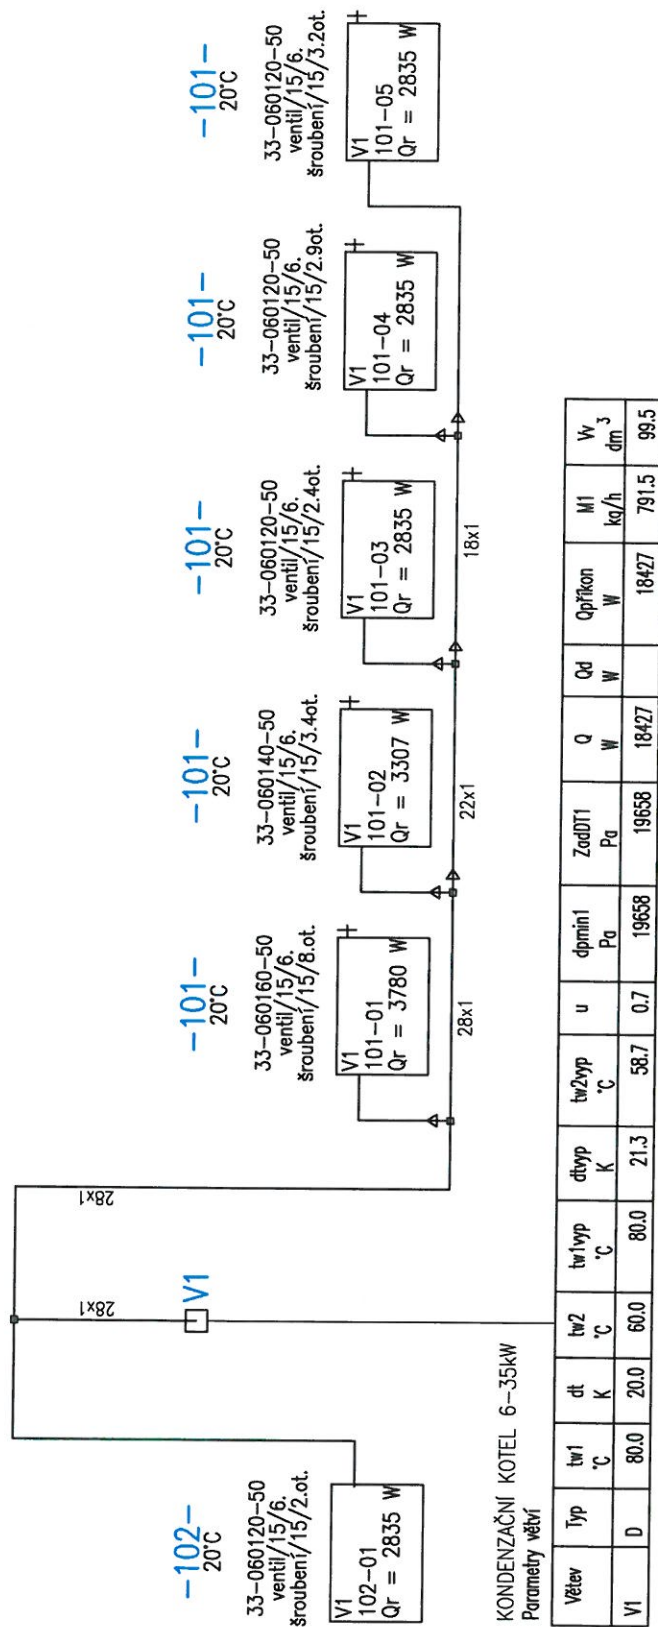 -102-
20°C
33-060120-50
ventil/15/6.
šroubení/15/2.ot.
V1
102-01
Qr = 2835 W
28x1
28x1
V1
-101-
20°C
33-060160-50
ventil/15/6.
šroubení/15/8.ot.
V1
101-01
Qr = 3780 W
28x1
-101-
20°C
33-060140-50
ventil/15/6.
šroubení/15/3.4ot.
V1
101-02
Qr = 3307 W
22x1
-101-
20°C
33-060120-50
ventil/15/6.
šroubení/15/2.4ot.
V1
101-03
Qr = 2835 W
18x1
-101-
20°C
33-060120-50
ventil/15/6.
šroubení/15/2.9ot.
V1
101-04
Qr = 2835 W
-101-
20°C
33-060120-50
ventil/15/6.
šroubení/15/3.2ot.
V1
101-05
Qr = 2835 W
KONDENZAČNÍ KOTEL 6-35kW
Parametry větví
Větev Typ tw1 dt tw2 tw1vyp dtvyp tw2vyp u dpmin1 ZadDT1 Q Qd Qpříkon M1 Vv
°C K °C °C K °C Pa Pa W W W kg/h dm3
V1 D 80.0 20.0 60.0 80.0 21.3 58.7 0.7 19658 19658 18427 18427 791.5 99.5